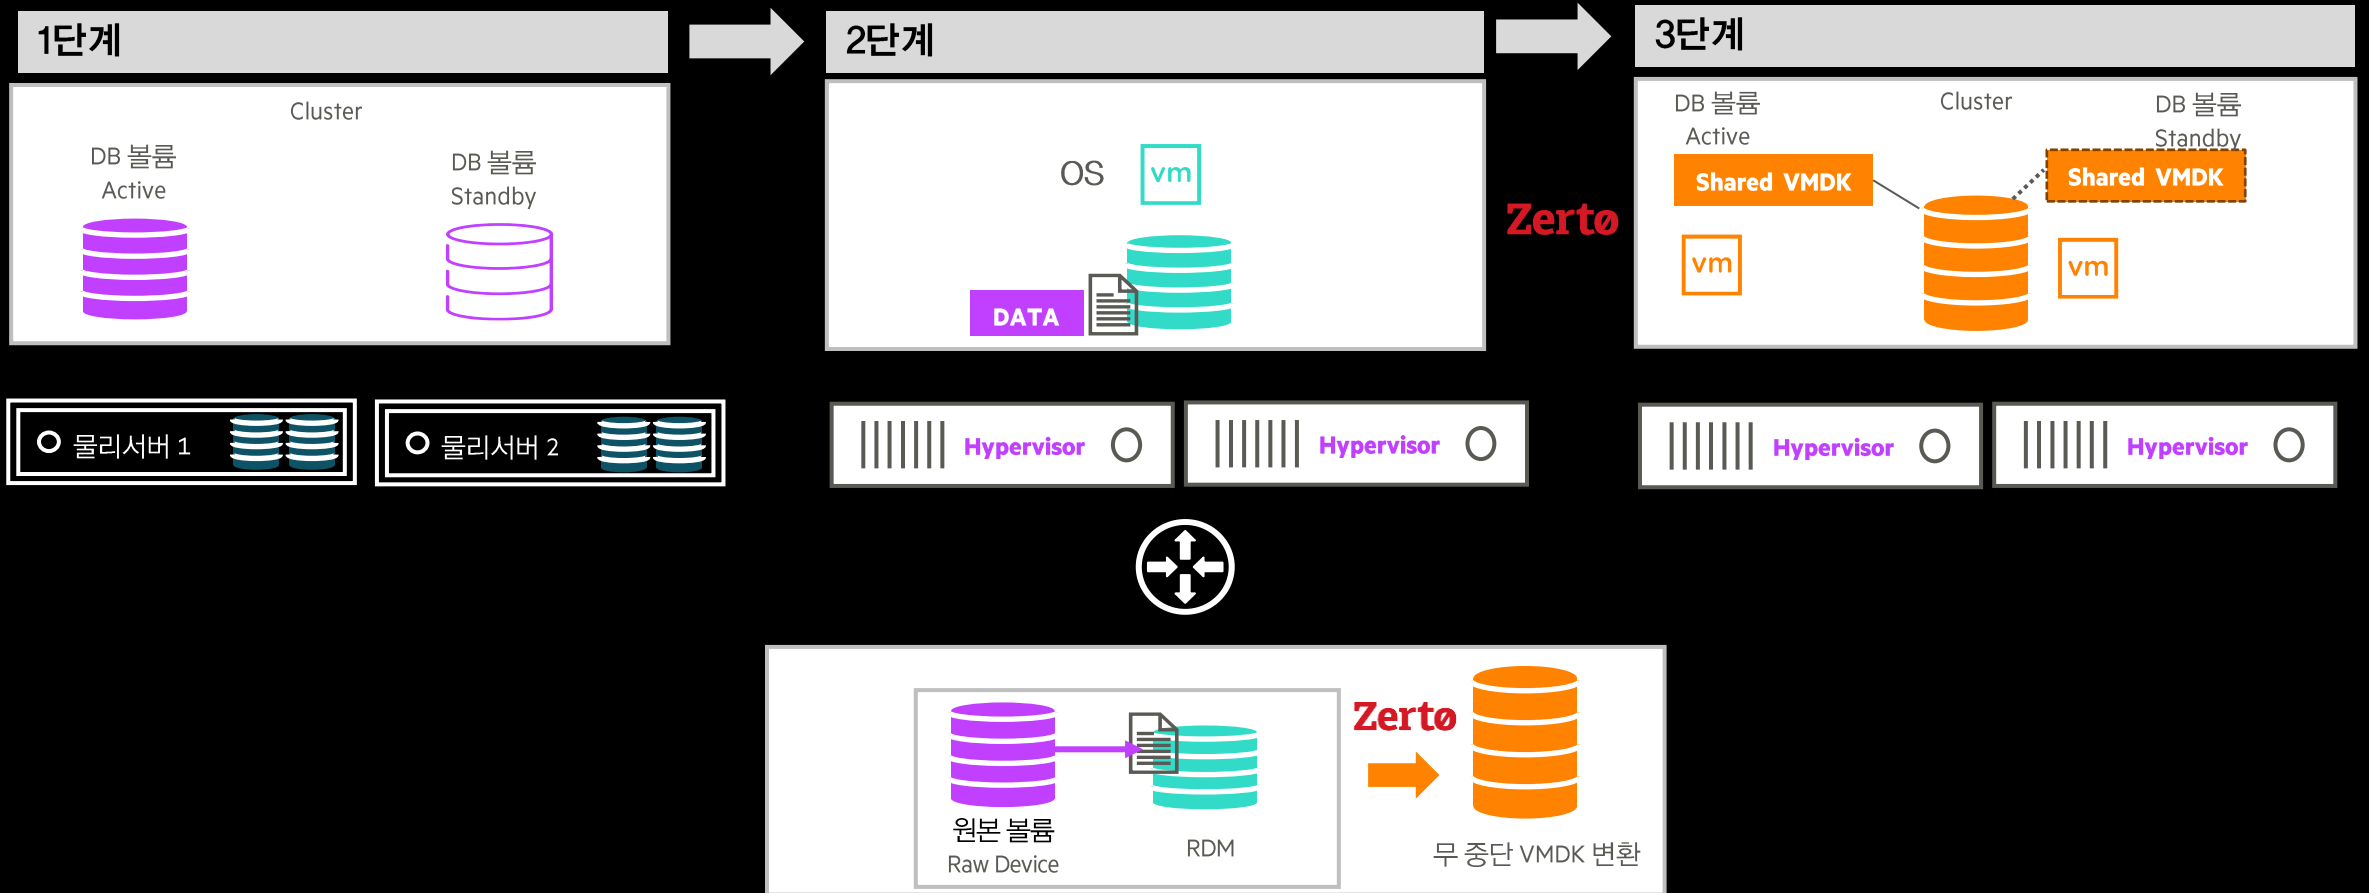 1단계
Cluster
DB 볼륨
Active
DB 볼륨
Standby
물리서버 1
물리서버 2
2단계
OS
vm
DATA
Hypervisor
Hypervisor
Zerto
3단계
DB 볼륨
Active
Cluster
DB 볼륨
Standby
Shared VMDK
Shared VMDK
vm
vm
Hypervisor
Hypervisor
원본 볼륨
Raw Device
RDM
Zerto
무 중단 VMDK 변환